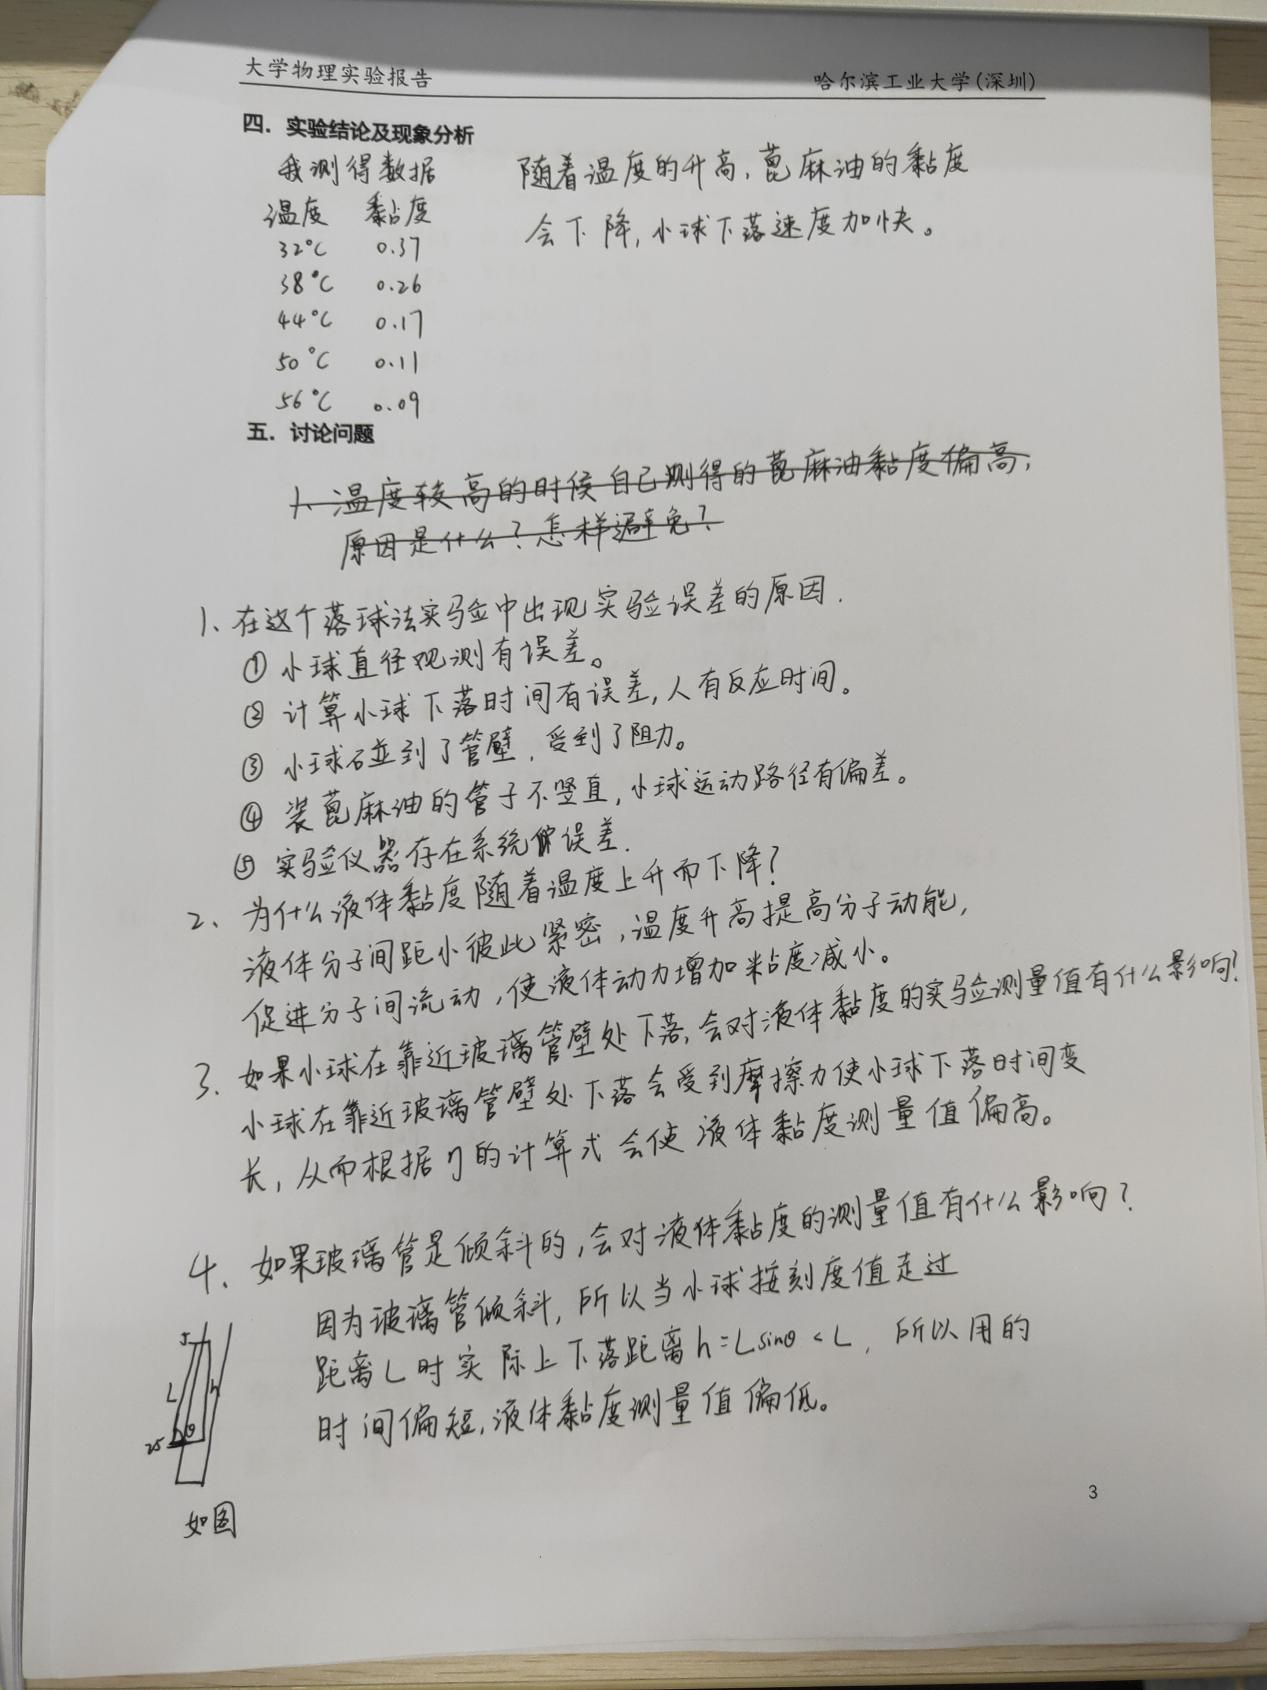 大学物理实验报告
哈尔滨工业大学(深圳)
四．实验结论及现象分析
我测得数据
温度 黏度
32°C 0.37
38°C 0.26
44°C 0.17
50°C 0.11
56°C 0.09
随着温度的升高，蓖麻油的黏度
会下降，小球下落速度加快。
五．讨论问题
1、温度较高的时候自己测得的蓖麻油黏度偏高，
原因是什么？怎样避免？
1、在这个落球法实验中出现实验误差的原因.
① 小球直径观测有误差。
② 计算小球下落时间有误差，人有反应时间。
③ 小球碰到了管壁，受到了阻力。
④ 装蓖麻油的管子不竖直，小球运动路径有偏差。
⑤ 实验仪器存在系统误差.
2、为什么液体黏度随着温度上升而下降？
液体分子间距小彼此紧密，温度升高提高分子动能，
促进分子间流动，使液体动力增加粘度减小。
3、如果小球在靠近玻璃管壁处下落，会对液体黏度的实验测量值有什么影响？
小球在靠近玻璃管壁处下落会受到摩擦力使小球下落时间变
长，从而根据η的计算式会使液体黏度测量值偏高。
4、如果玻璃管是倾斜的，会对液体黏度的测量值有什么影响？
因为玻璃管倾斜，所以当小球按刻度值走过
距离L时实际上下落距离h=Lsinθ<L，所以用的
时间偏短，液体黏度测量值偏低。
5
L
h
θ
25
如图
3